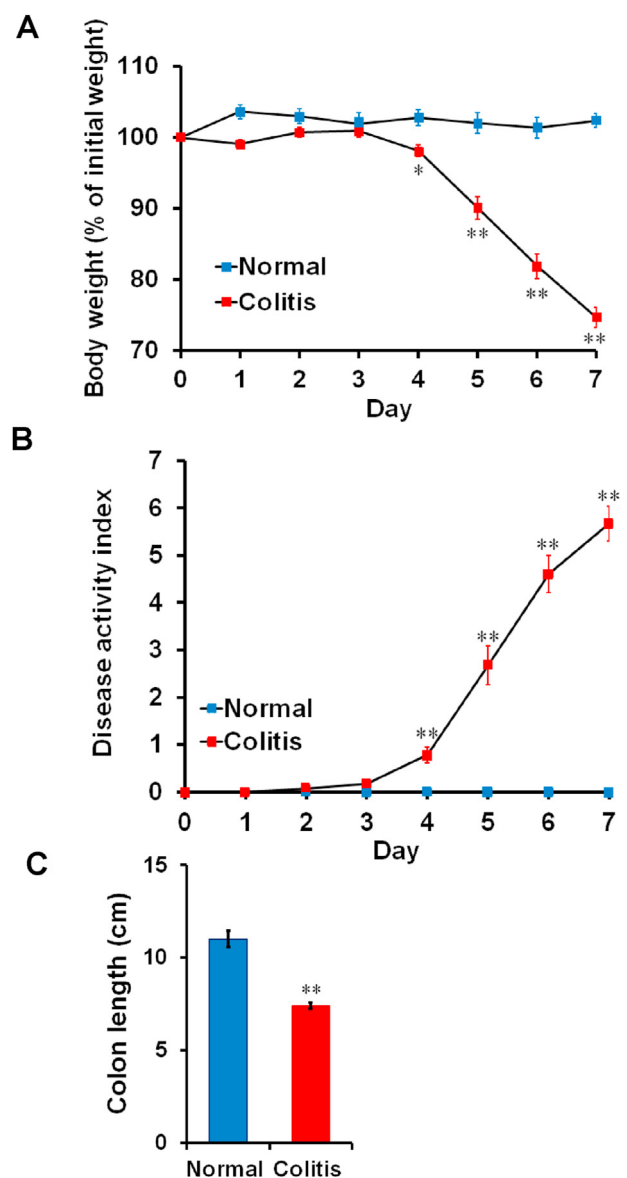 A
Body weight (% of initial weight)
110
100
90
80
70
Normal
Colitis
*
**
**
**
0 1 2 3 4 5 6 7
Day
B
Disease activity index
7
6
5
4
3
2
1
0
Normal
Colitis
**
**
**
**
0 1 2 3 4 5 6 7
Day
C
Colon length (cm)
15
10
5
0
**
Normal Colitis